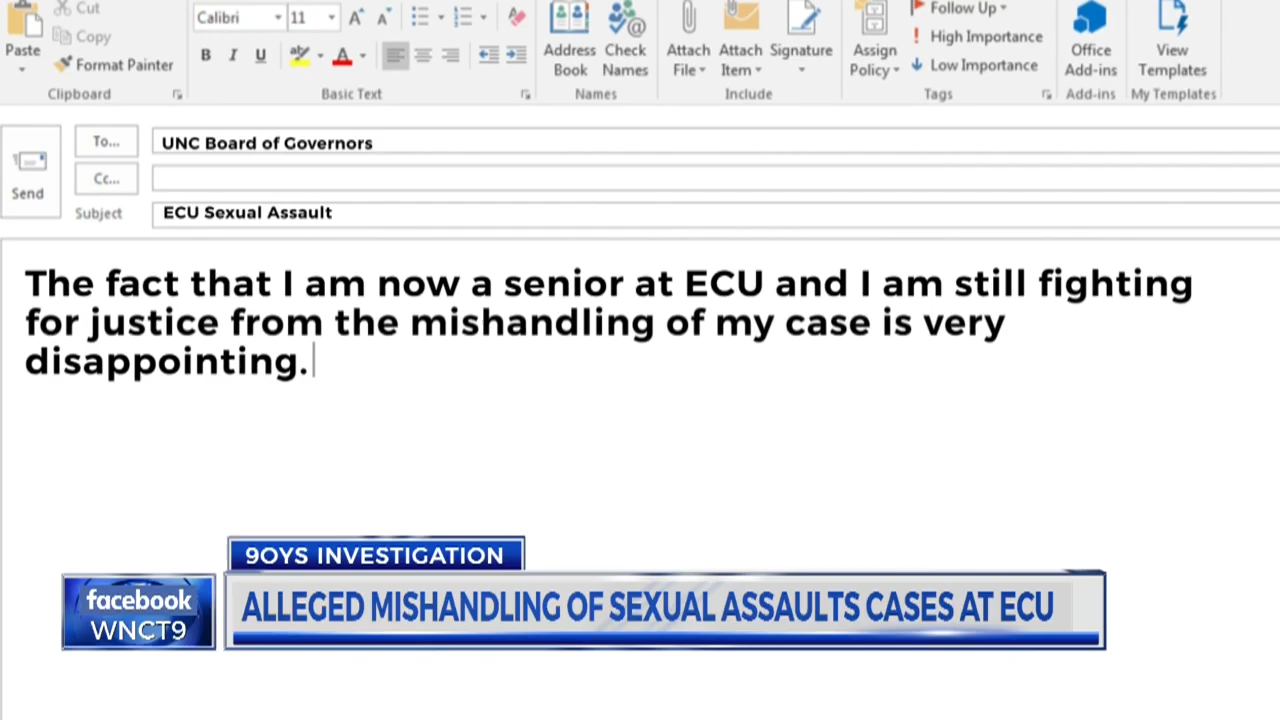 Cut
Copy
Paste
Format Painter
Clipboard
Calibri
11
A A
B I U
A
Basic Text
Address Book
Check Names
Names
Attach File
Attach Item
Signature
Include
Assign Policy
Follow Up
High Importance
Low Importance
Tags
Office Add-ins
Add-ins
View Templates
My Templates
Send
To...
UNC Board of Governors
Cc...
Subject
ECU Sexual Assault
The fact that I am now a senior at ECU and I am still fighting
for justice from the mishandling of my case is very
disappointing.
9OYS INVESTIGATION
facebook
WNCT9
ALLEGED MISHANDLING OF SEXUAL ASSAULTS CASES AT ECU